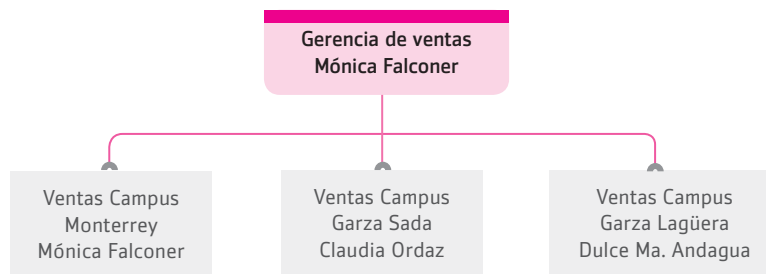 Gerencia de ventas
Mónica Falconer
Ventas Campus
Monterrey
Mónica Falconer
Ventas Campus
Garza Sada
Claudia Ordaz
Ventas Campus
Garza Lagüera
Dulce Ma. Andagua